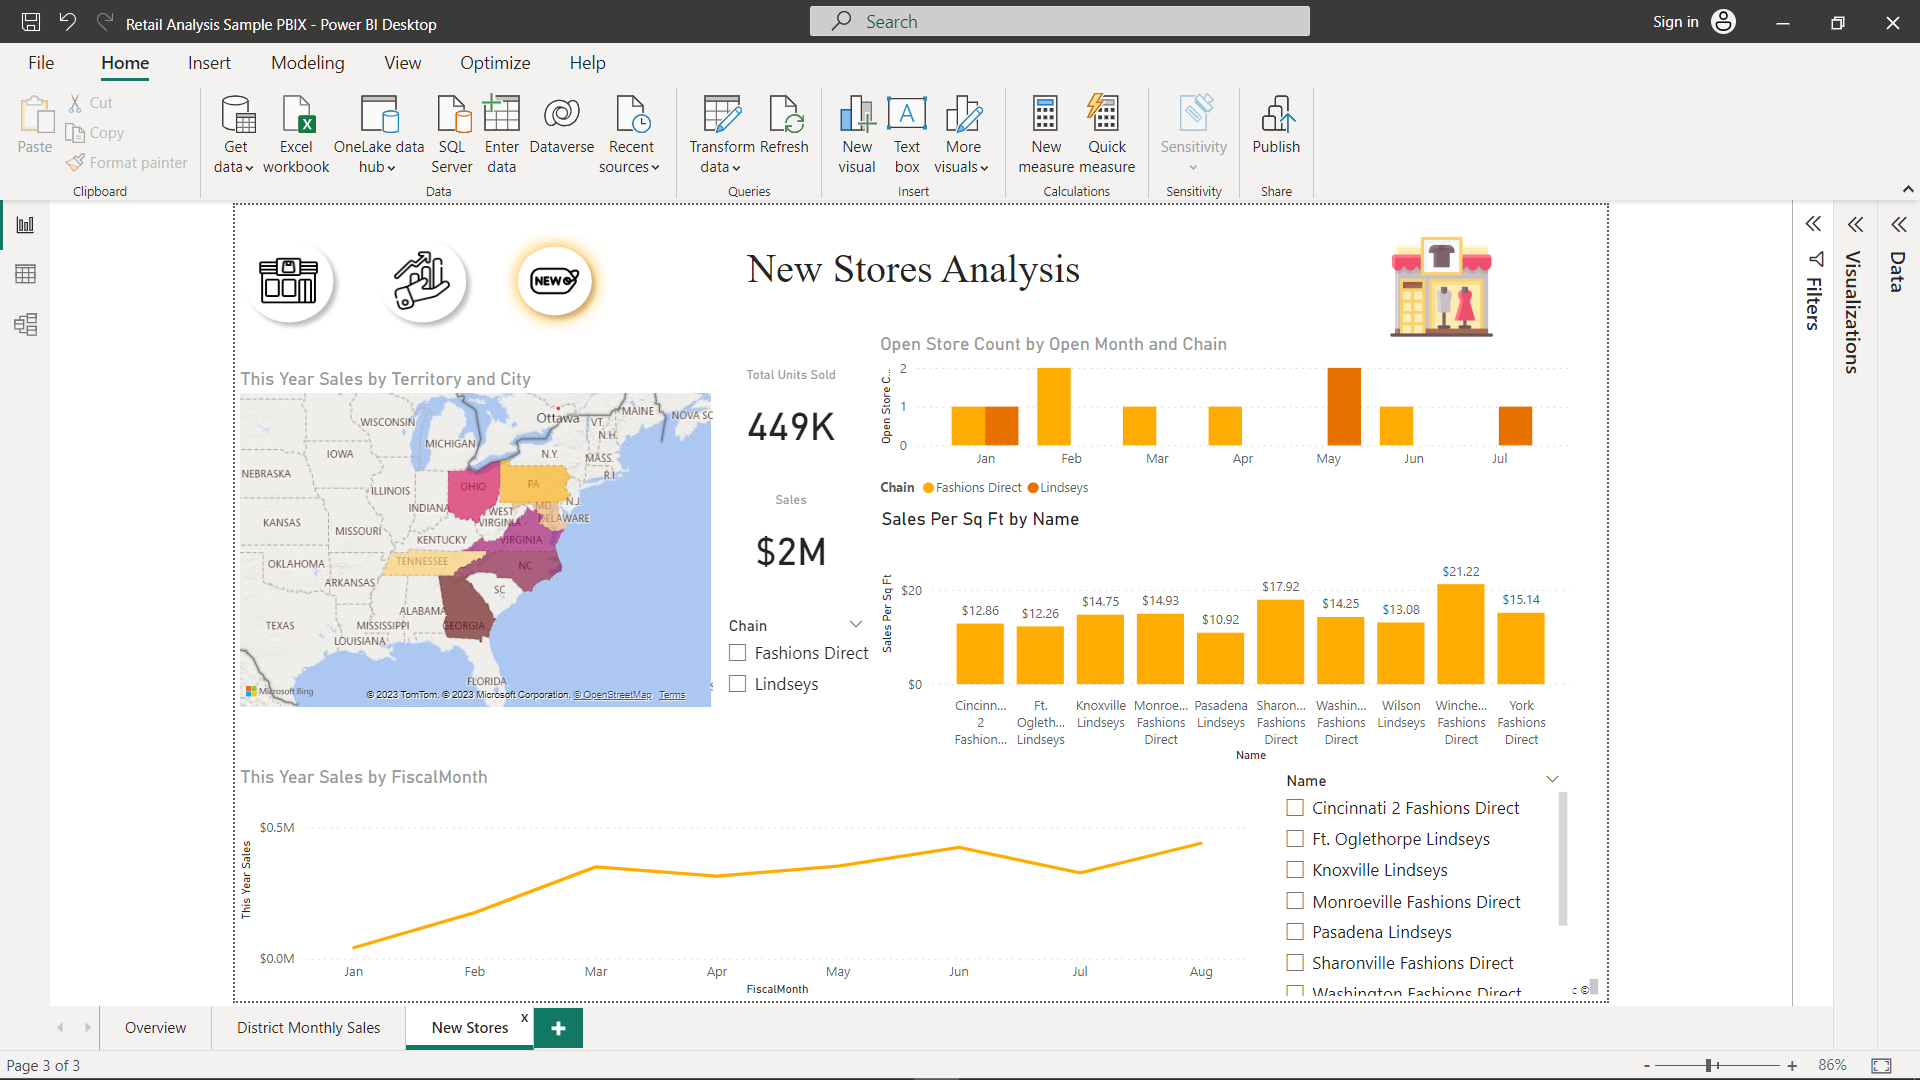 Retail Analysis Sample PBIX - Power BI Desktop
Search
Sign in
File Home Insert Modeling View Optimize Help
Paste
Cut
Copy
Format painter
Clipboard
Get data
Excel workbook
OneLake data hub
SQL Server
Enter data
Dataverse
Recent sources
Data
Transform data
Refresh
Queries
New visual
Text box
More visuals
Insert
New measure
Quick measure
Calculations
Sensitivity
Sensitivity
Publish
Share
NEW
New Stores Analysis
Filters
Visualizations
Data
This Year Sales by Territory and City
Ottawa
MAINE
NOVA SC
WISCONSIN
VT.
N.H.
MICHIGAN
IOWA
N.Y.
MASS.
R.I.
NEBRASKA
OHIO
PA
ILLINOIS
INDIANA
MD
N.J.
WEST VIRGINIA
DELAWARE
KANSAS
MISSOURI
KENTUCKY
VIRGINIA
OKLAHOMA
TENNESSEE
NC
ARKANSAS
SC
ALABAMA
GEORGIA
TEXAS
MISSISSIPPI
LOUISIANA
FLORIDA
Microsoft Bing
© 2023 TomTom, © 2023 Microsoft Corporation, © OpenStreetMap Terms
Total Units Sold
449K
Sales
$2M
Chain
Fashions Direct
Lindseys
Open Store Count by Open Month and Chain
Open Store C...
2
1
0
Jan Feb Mar Apr May Jun Jul
Chain Fashions Direct Lindseys
Sales Per Sq Ft by Name
Sales Per Sq Ft
$20
$0
$12.86 $12.26 $14.75 $14.93 $10.92 $17.92 $14.25 $13.08 $21.22 $15.14
Cincinn... 2 Fashion...
Ft. Ogleth... Lindseys
Knoxville Lindseys
Monroe... Fashions Direct
Pasadena Lindseys
Sharon... Fashions Direct
Washin... Fashions Direct
Wilson Lindseys
Winche... Fashions Direct
York Fashions Direct
Name
This Year Sales by FiscalMonth
This Year Sales
$0.5M
$0.0M
Jan Feb Mar Apr May Jun Jul Aug
FiscalMonth
Name
Cincinnati 2 Fashions Direct
Ft. Oglethorpe Lindseys
Knoxville Lindseys
Monroeville Fashions Direct
Pasadena Lindseys
Sharonville Fashions Direct
Washington Fashions Direct
c ©
Overview
District Monthly Sales
New Stores
x
+
Page 3 of 3
- + 86%